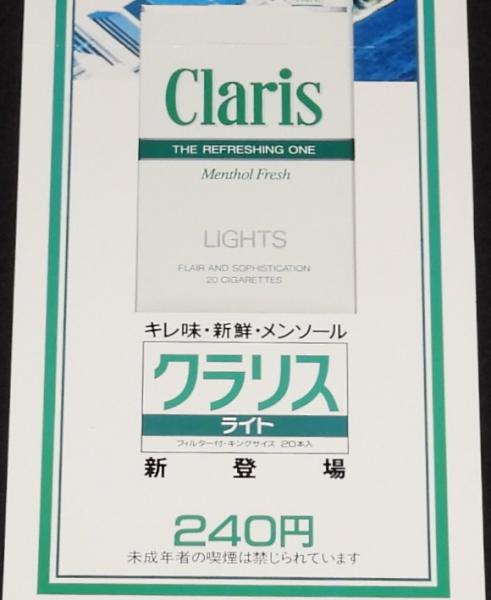 Claris
THE REFRESHING ONE
Menthol Fresh
LIGHTS
FLAIR AND SOPHISTICATION
20 CIGARETTES
キレ味・新鮮・メンソール
クラリス
ライト
フィルター付・キングサイズ 20本入
新登場
240円
未成年者の喫煙は禁じられています